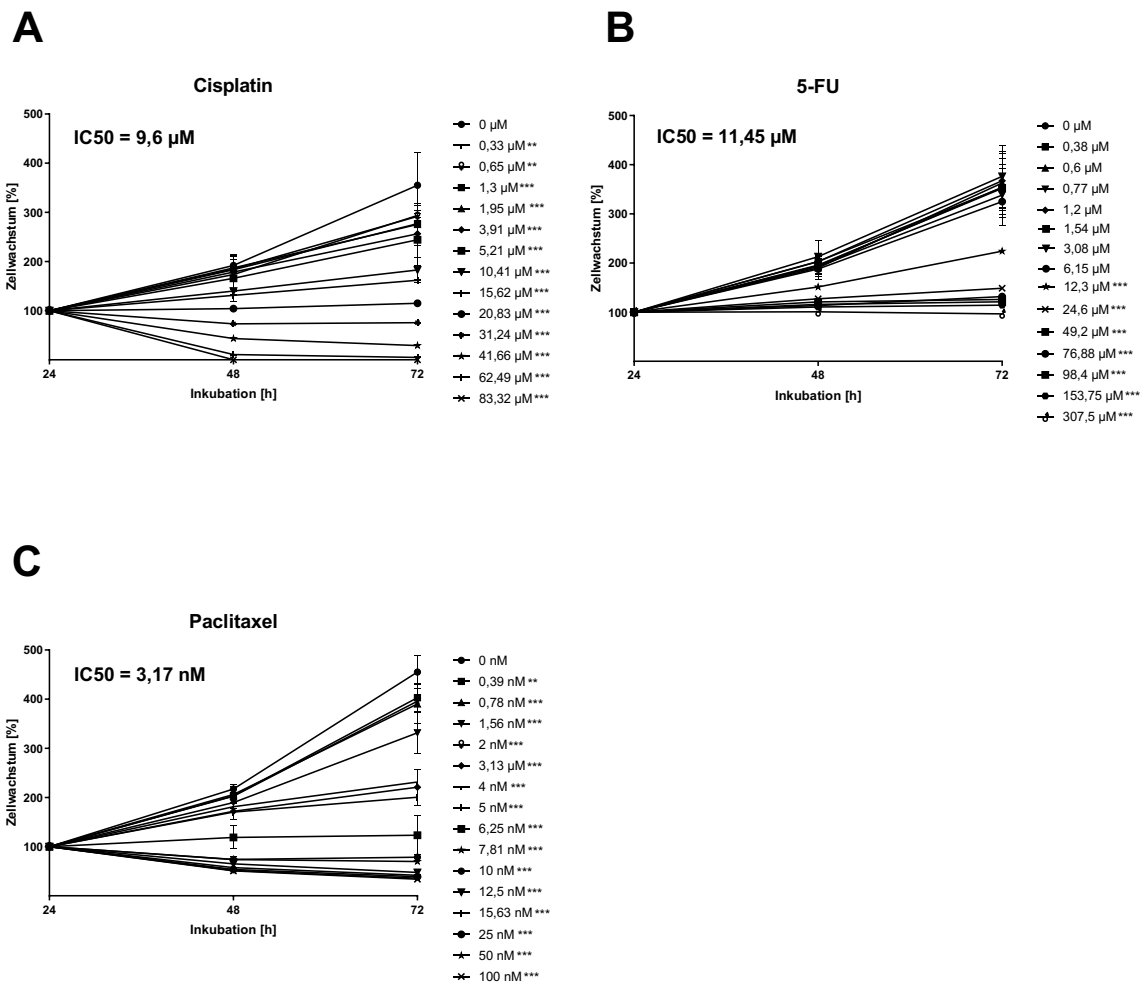 A
Cisplatin
IC50 = 9,6 µM
Zellwachstum [%]
500
400
300
200
100
24
48
72
Inkubation [h]
0 µM
0,33 µM**
0,65 µM**
1,3 µM***
1,95 µM***
3,91 µM***
5,21 µM***
10,41 µM***
15,62 µM***
20,83 µM***
31,24 µM***
41,66 µM***
62,49 µM***
83,32 µM***
B
5-FU
IC50 = 11,45 µM
Zellwachstum [%]
500
400
300
200
100
24
48
72
Inkubation [h]
0 µM
0,38 µM
0,6 µM
0,77 µM
1,2 µM
1,54 µM
3,08 µM
6,15 µM
12,3 µM***
24,6 µM***
49,2 µM***
76,88 µM***
98,4 µM***
153,75 µM***
307,5 µM***
C
Paclitaxel
IC50 = 3,17 nM
Zellwachstum [%]
500
400
300
200
100
24
48
72
Inkubation [h]
0 nM
0,39 nM**
0,78 nM***
1,56 nM***
2 nM***
3,13 µM***
4 nM***
5 nM***
6,25 nM***
7,81 nM***
10 nM***
12,5 nM***
15,63 nM***
25 nM***
50 nM***
100 nM***